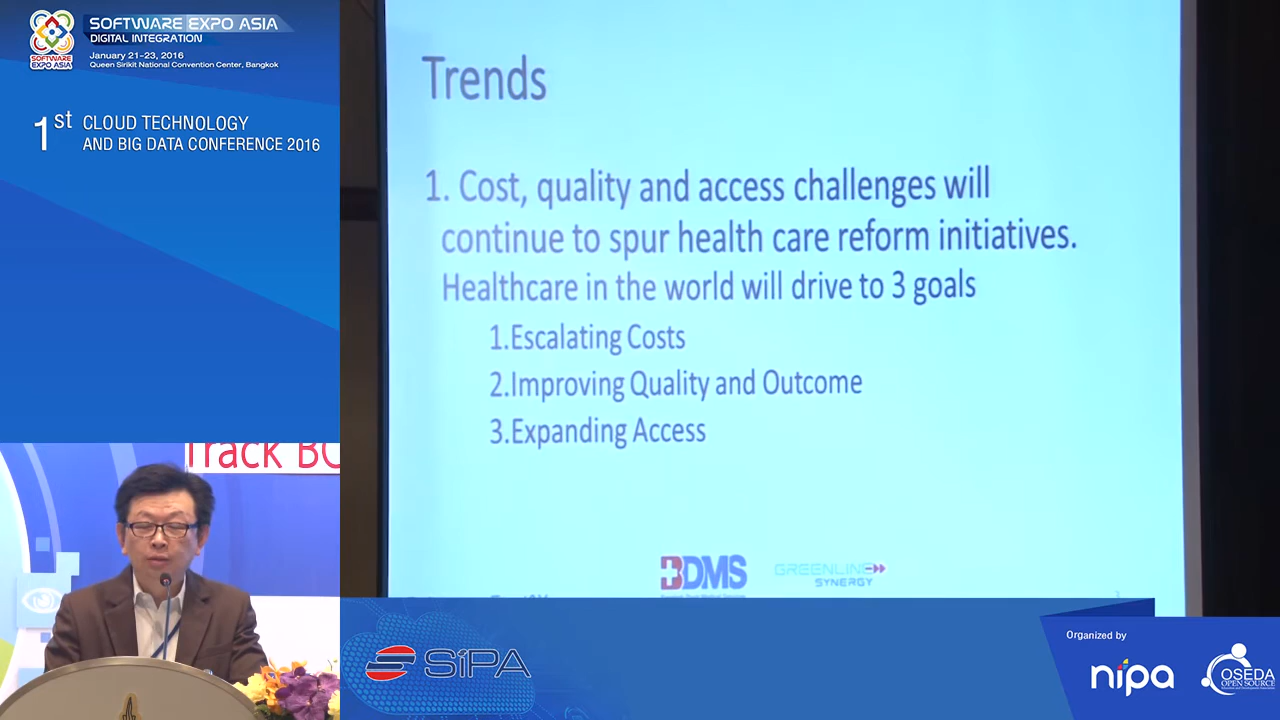 SOFTWARE EXPO ASIA
DIGITAL INTEGRATION
January 21-23, 2016
Queen Sirikit National Convention Center, Bangkok
SOFTWARE
EXPO ASIA
1st CLOUD TECHNOLOGY
AND BIG DATA CONFERENCE 2016
Trends
1. Cost, quality and access challenges will
continue to spur health care reform initiatives.
Healthcare in the world will drive to 3 goals
1.Escalating Costs
2.Improving Quality and Outcome
3.Expanding Access
BDMS
GREENLINE
SYNERGY
Track
SiPA
Organized by
nipa
OSEDA
OPEN SOURCE